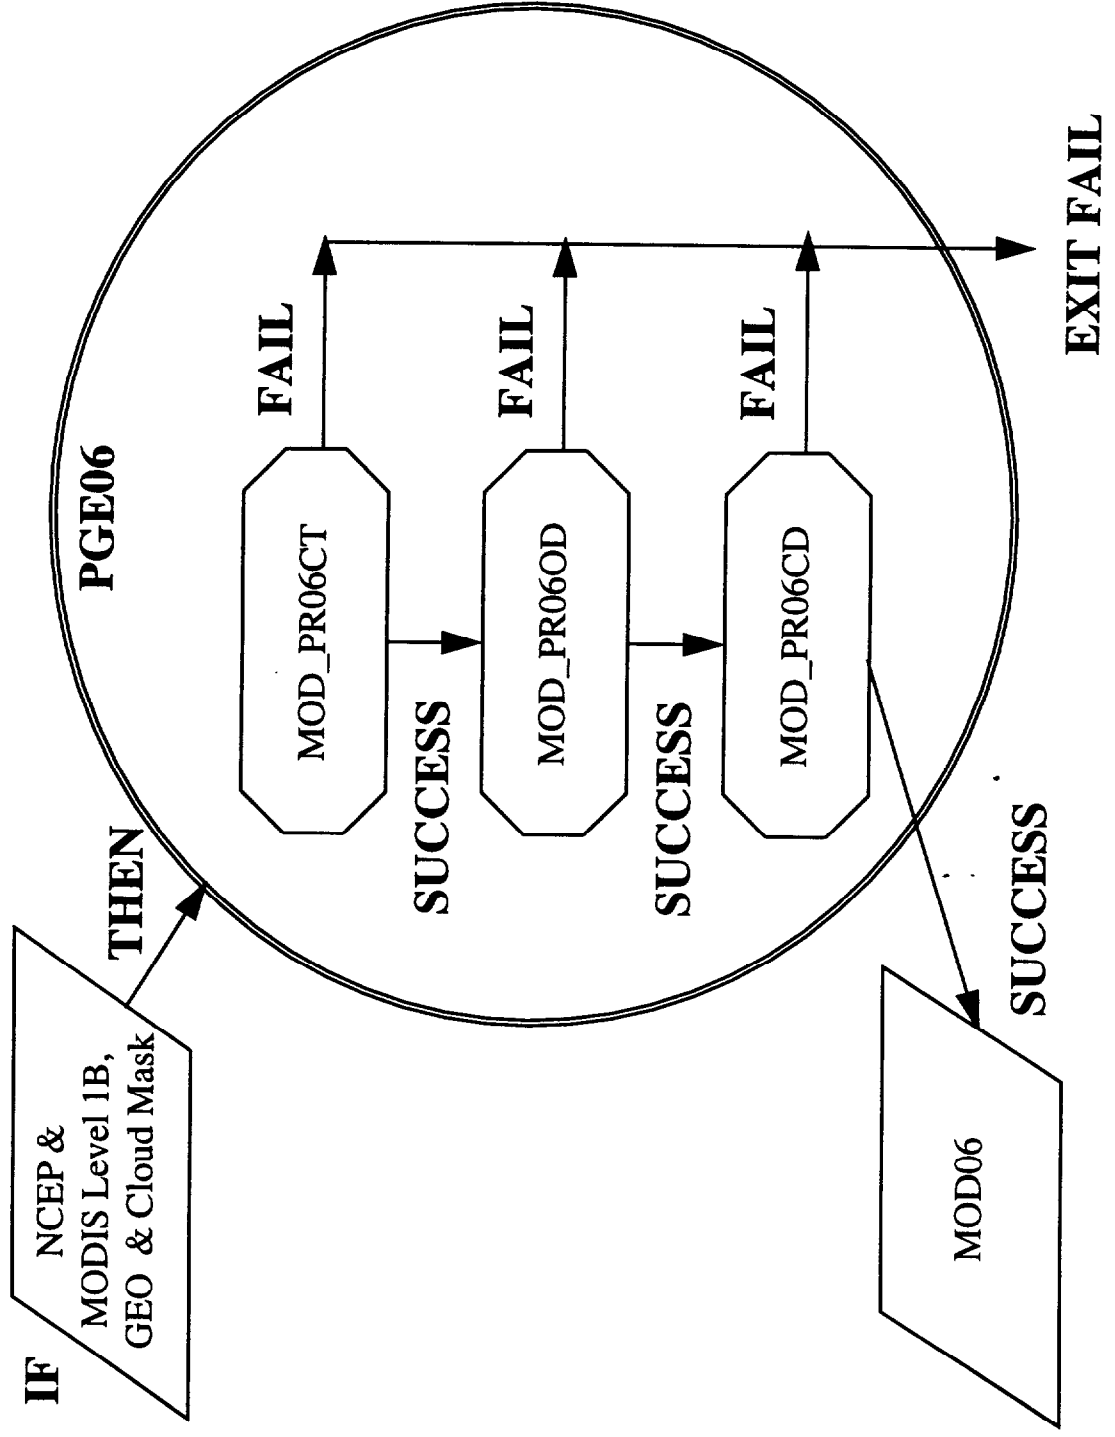 IF
NCEP &
MODIS Level 1B,
GEO & Cloud Mask
THEN
PGE06
MOD_PR06CT
FAIL
SUCCESS
MOD_PR06OD
FAIL
SUCCESS
MOD_PR06CD
FAIL
MOD06
SUCCESS
EXIT FAIL